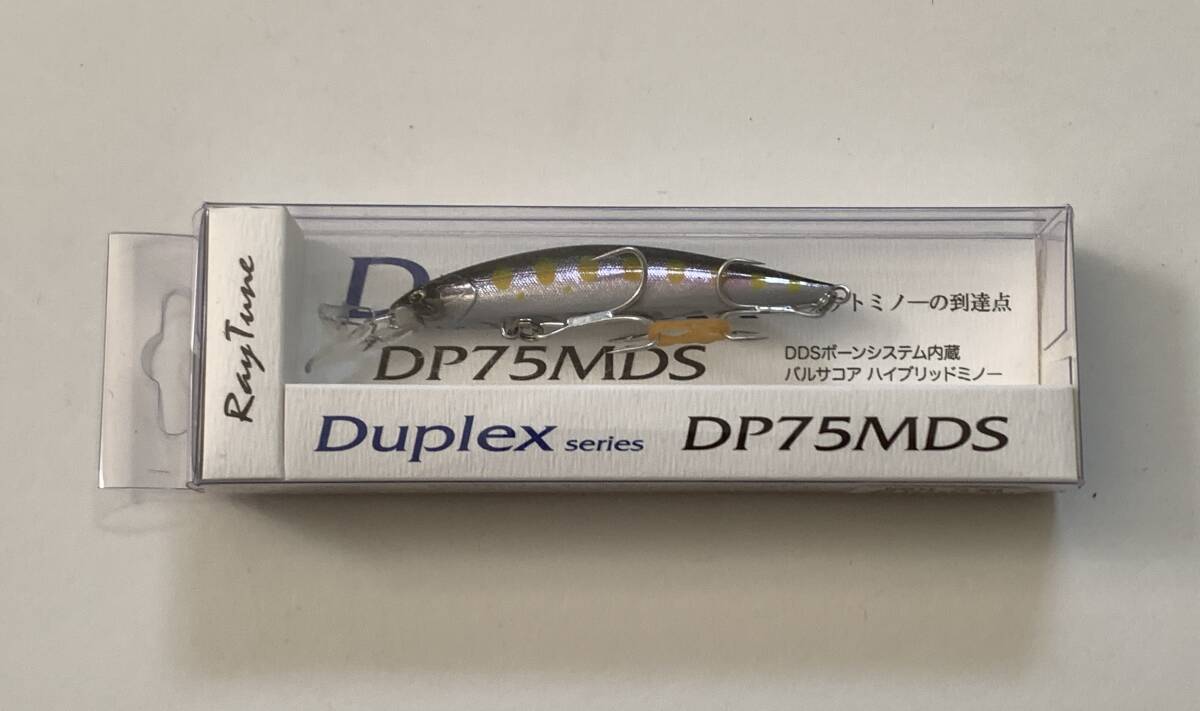 RayTune
D
トミノーの到達点
DP75MDS
DDSボーンシステム内蔵
バルサコア ハイブリッドミノー
Duplex series DP75MDS